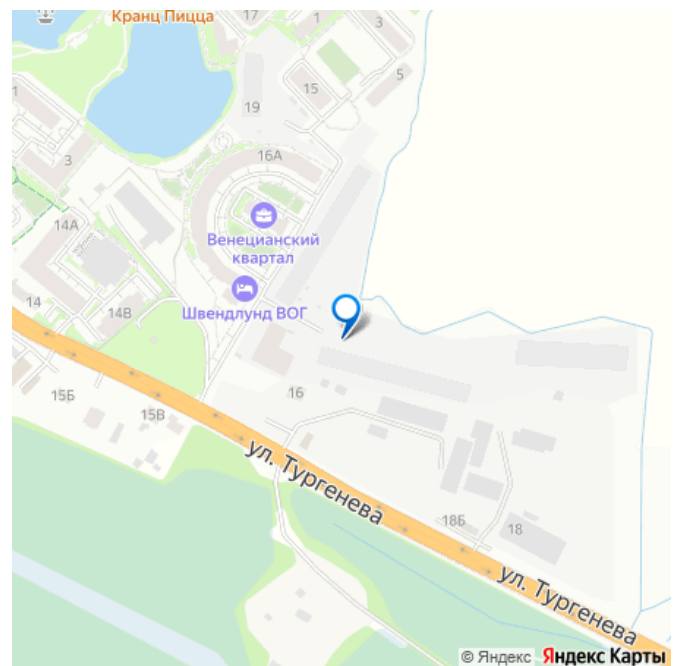 Кранц Пицца
17
1
3
5
15
19
1
3
16А
14А
Венецианский
квартал
Швендлунд ВОГ
14
14В
15Б
15В
16
ул. Тургенева
18Б
18
ул. Тургенева
© Яндекс Яндекс Карты